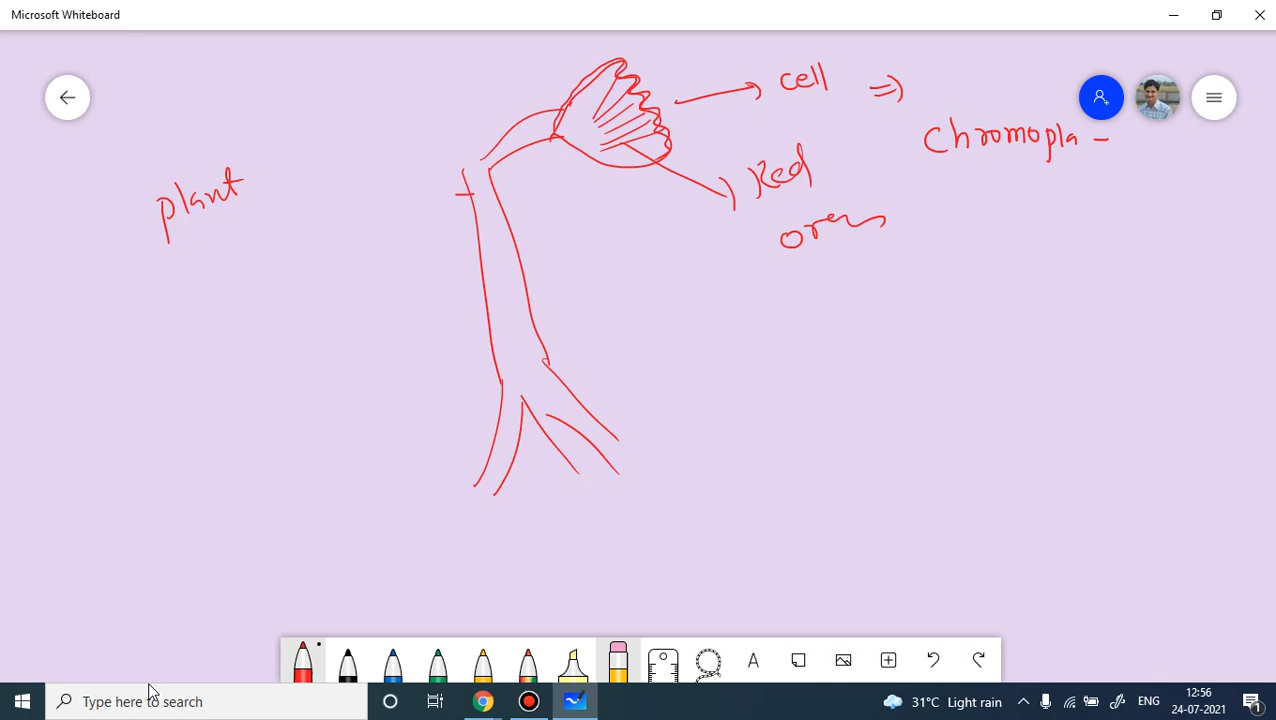 Microsoft Whiteboard
cell ⇒
Chromopla -
Red
plant
Type here to search
31°C Light rain
ENG
12:56
24-07-2021
1
A